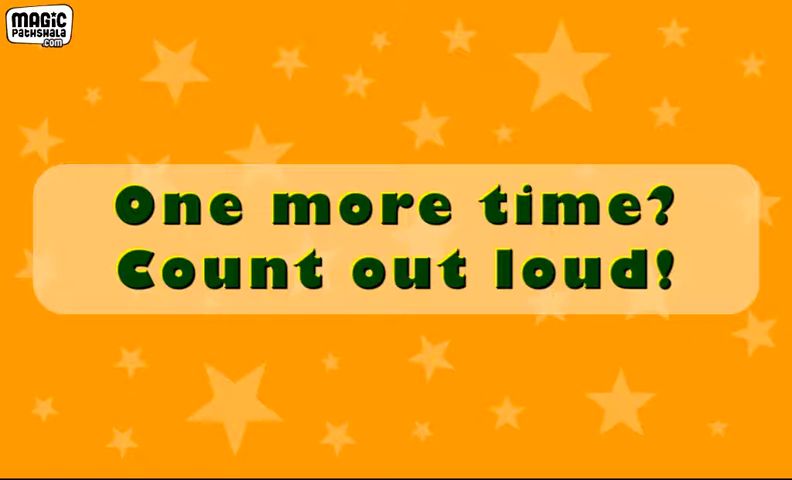 MAGIC
PATHSHALA
.com
One more time?
Count out loud!